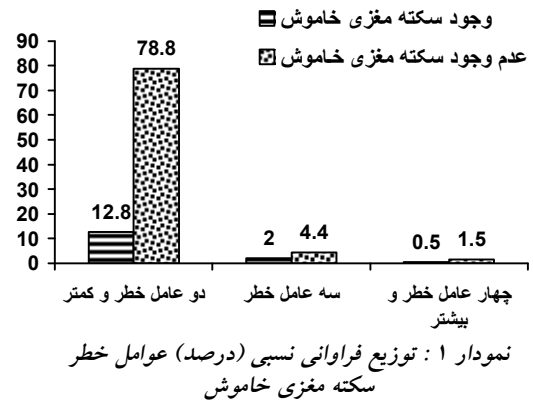 وجود سکته مغزی خاموش
عدم وجود سکته مغزی خاموش
90
80
70
60
50
40
30
20
10
0
12.8
78.8
2
4.4
0.5
1.5
دو عامل خطر و کمتر
سه عامل خطر
چهار عامل خطر و
بیشتر
نمودار ۱ : توزیع فراوانی نسبی (درصد) عوامل خطر
سکته مغزی خاموش